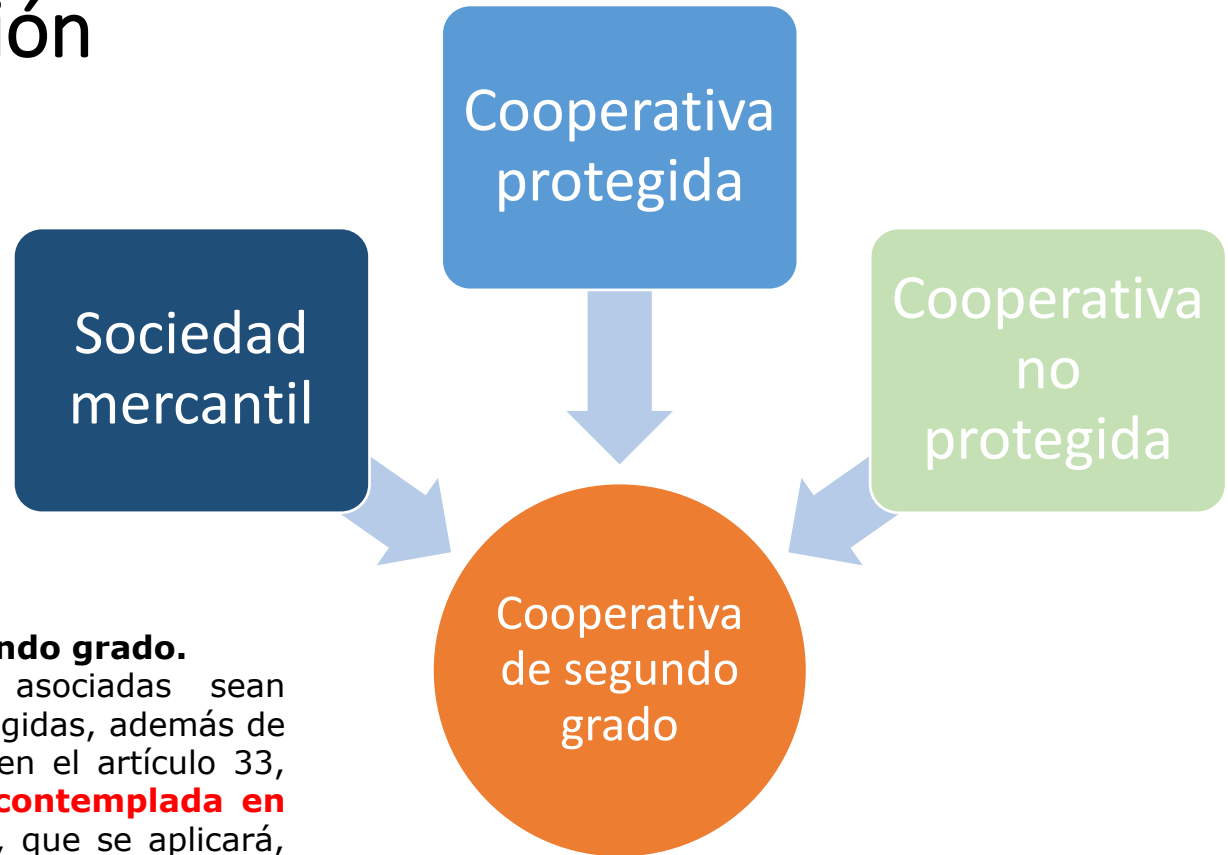 ión
Cooperativa
protegida
Sociedad
mercantil
Cooperativa
no
protegida
Cooperativa
de segundo
grado
ndo grado.
asociadas sean
gidas, además de
en el artículo 33,
contemplada en
, que se aplicará,